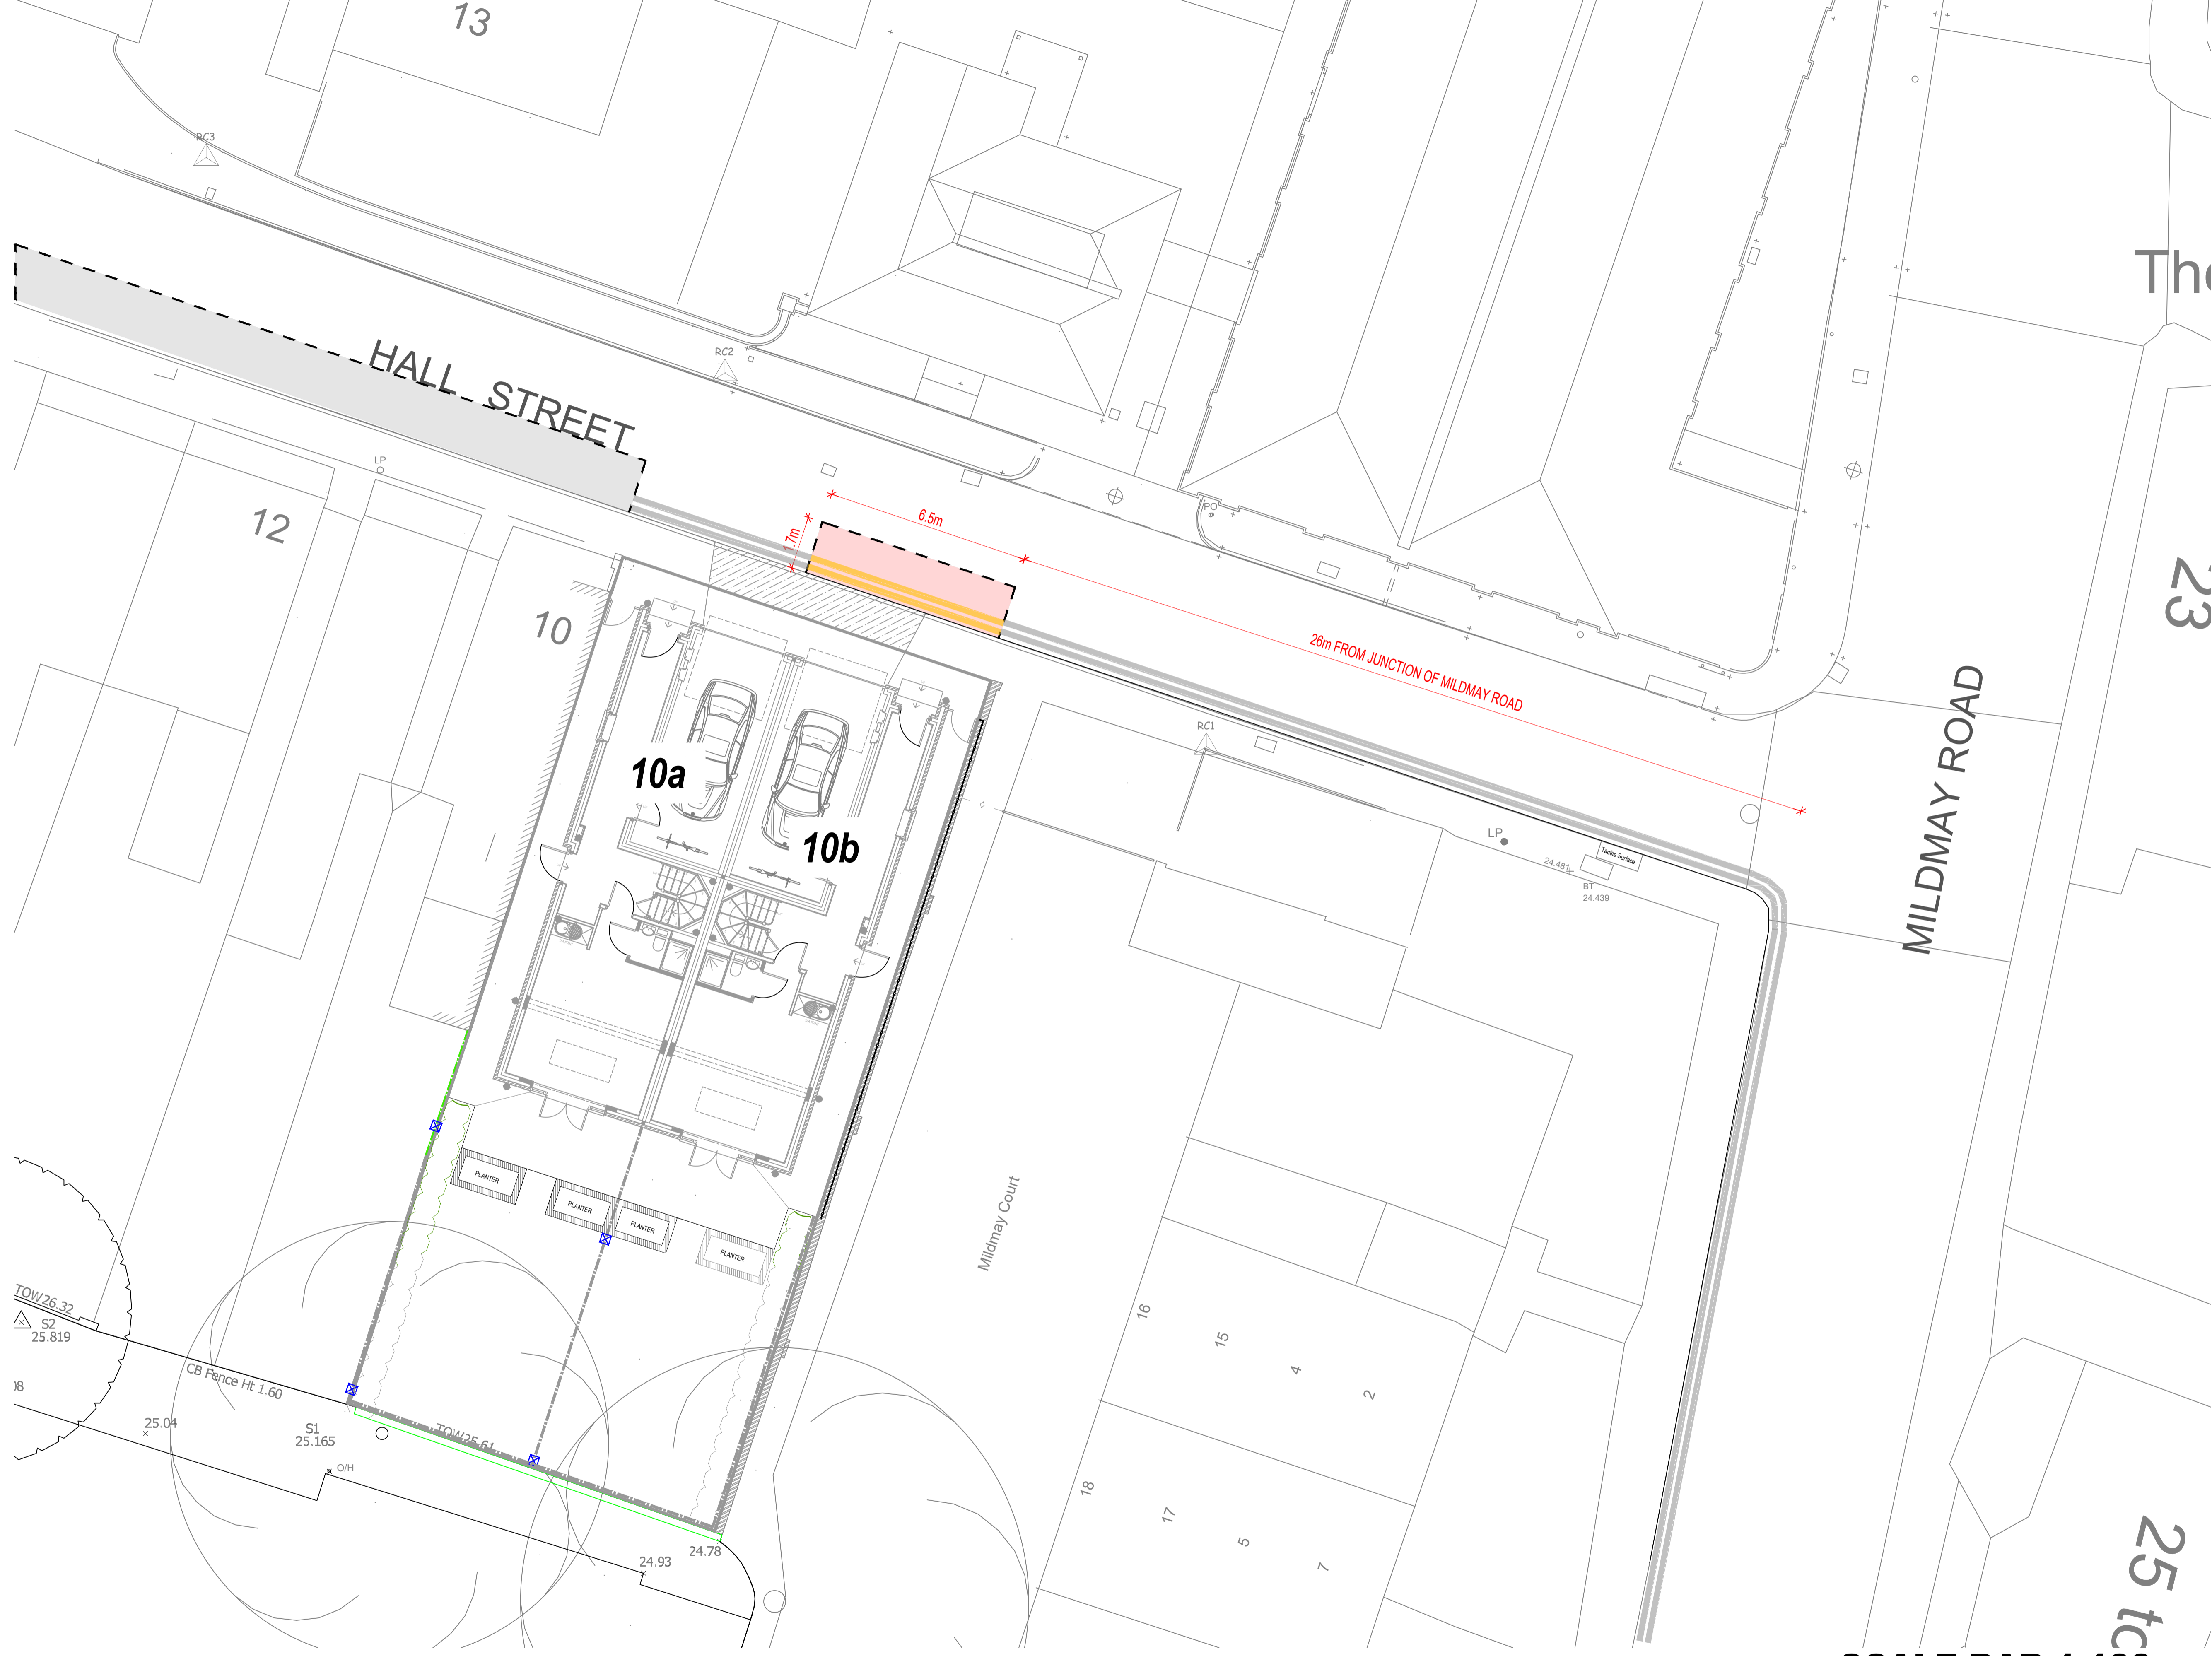 13
RC3
The
HALL STREET
RC2
LP
12
6.5m
1.7m
PO
23
10
26m FROM JUNCTION OF MILDMAY ROAD
MILDMAY ROAD
RC1
10a
10b
LP
Tactile Surface
24.481
BT
24.439
PLANTER
PLANTER
PLANTER
PLANTER
Mildmay Court
TOW26.32
S2
25.819
CB Fence Ht 1.60
16
15
4
2
25.04
S1
25.165
TOW25.61
O/H
18
17
5
7
24.93
24.78
25 to